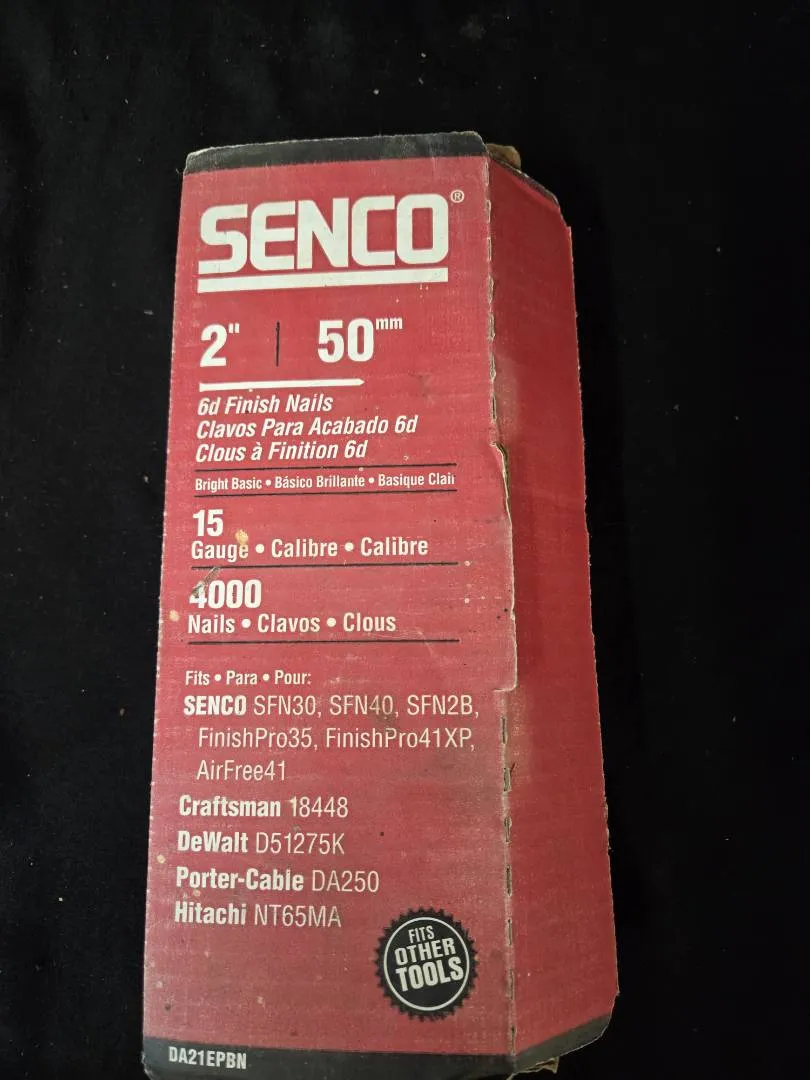 SENCO®
2" | 50mm
6d Finish Nails
Clavos Para Acabado 6d
Clous à Finition 6d
Bright Basic • Básico Brillante • Basique Clair
15
Gauge • Calibre • Calibre
4000
Nails • Clavos • Clous
Fits • Para • Pour:
SENCO SFN30, SFN40, SFN2B,
FinishPro35, FinishPro41XP,
AirFree41
Craftsman 18448
DeWalt D51275K
Porter-Cable DA250
Hitachi NT65MA
FITS
OTHER
TOOLS
DA21EPBN